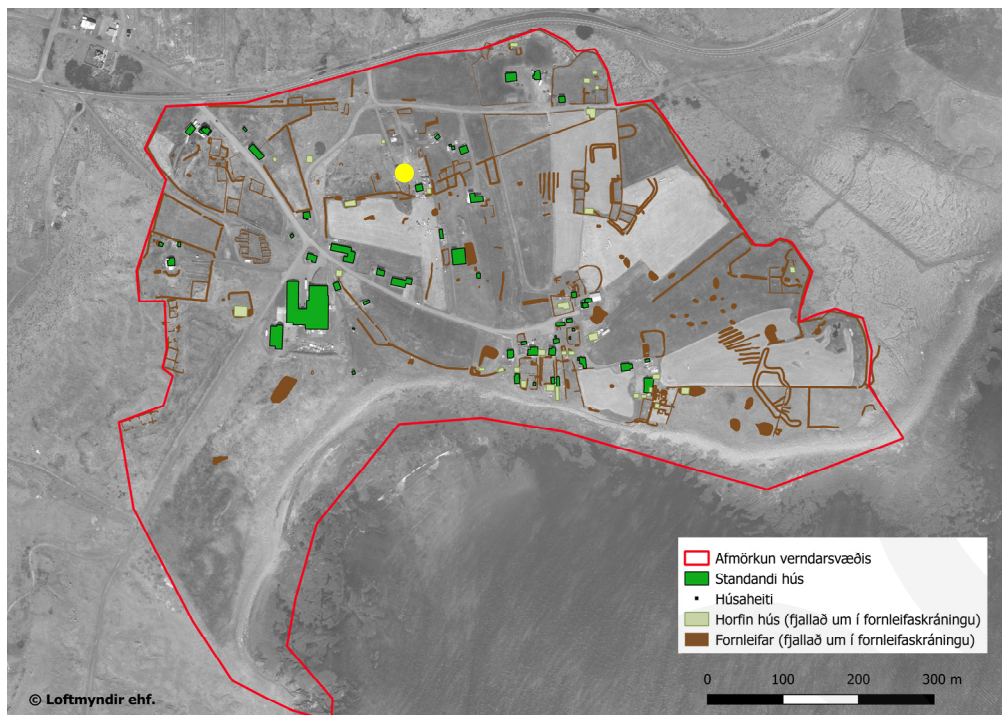 Afmörkun verndarsvæðis
Standandi hús
Húsaheiti
Horfin hús (fjallað um í fornleifaskráningu)
Fornleifar (fjallað um í fornleifaskráningu)
0 100 200 300 m
© Loftmyndir ehf.